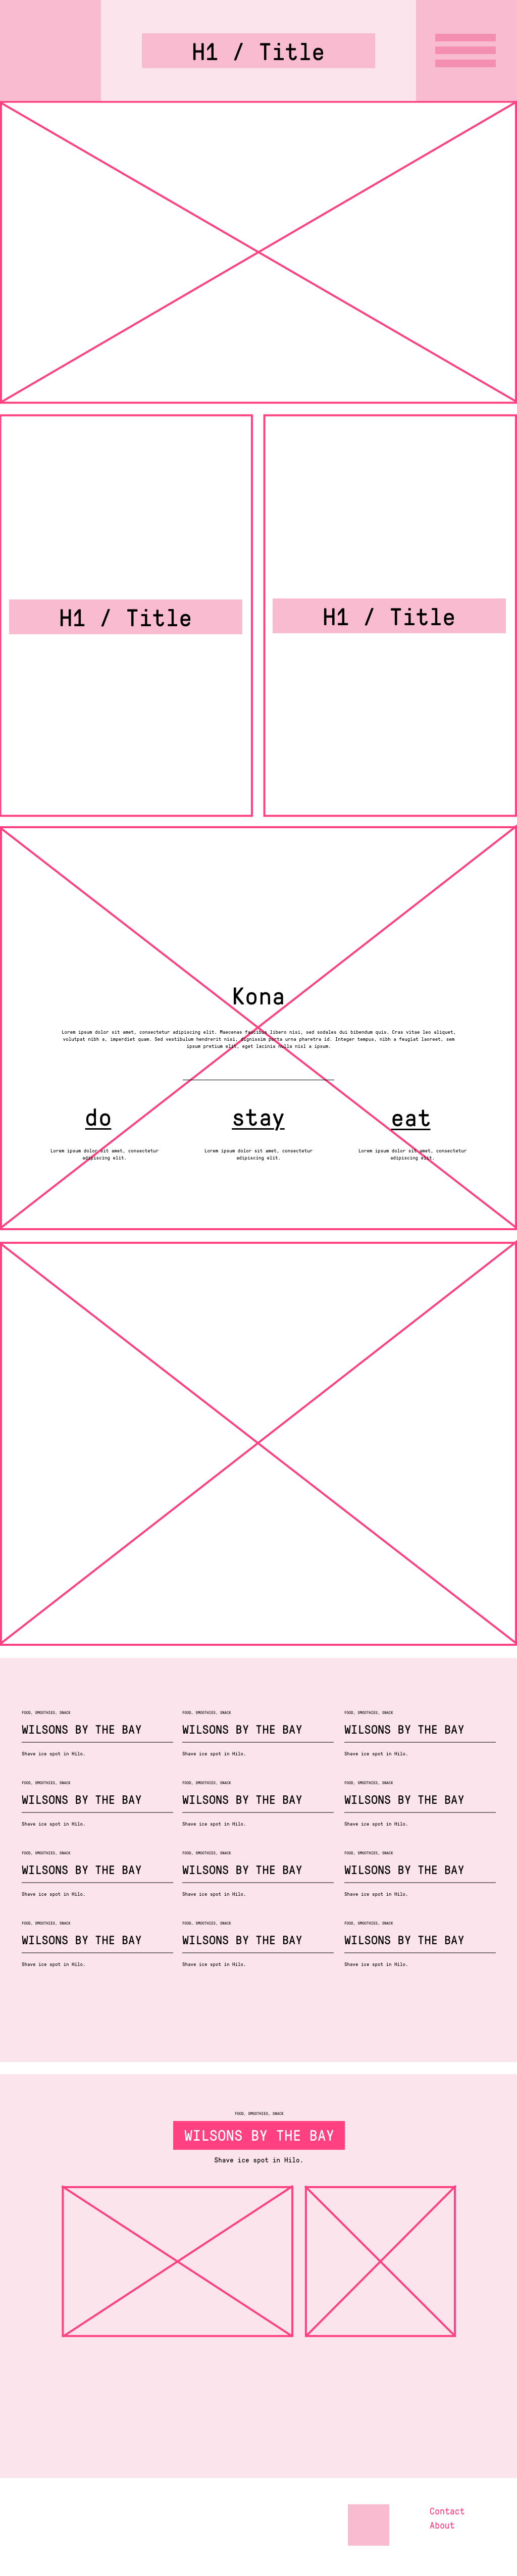 H1 / Title
H1 / Title
H1 / Title
Kona
Lorem ipsum dolor sit amet, consectetur adipiscing elit. Maecenas faucibus libero nisi, sed sodales dui bibendum quis. Cras vitae leo aliquet,
volutpat nibh a, imperdiet quam. Sed vestibulum hendrerit nisi, dignissim porta urna pharetra id. Integer tempus, nibh a feugiat laoreet, sem
ipsum pretium elit, eget lacinia nulla nisl a ipsum.
do
stay
eat
Lorem ipsum dolor sit amet, consectetur
adipiscing elit.
Lorem ipsum dolor sit amet, consectetur
adipiscing elit.
Lorem ipsum dolor sit amet, consectetur
adipiscing elit.
FOOD, SMOOTHIES, SNACK
WILSONS BY THE BAY
Shave ice spot in Hilo.
FOOD, SMOOTHIES, SNACK
WILSONS BY THE BAY
Shave ice spot in Hilo.
FOOD, SMOOTHIES, SNACK
WILSONS BY THE BAY
Shave ice spot in Hilo.
FOOD, SMOOTHIES, SNACK
WILSONS BY THE BAY
Shave ice spot in Hilo.
FOOD, SMOOTHIES, SNACK
WILSONS BY THE BAY
Shave ice spot in Hilo.
FOOD, SMOOTHIES, SNACK
WILSONS BY THE BAY
Shave ice spot in Hilo.
FOOD, SMOOTHIES, SNACK
WILSONS BY THE BAY
Shave ice spot in Hilo.
FOOD, SMOOTHIES, SNACK
WILSONS BY THE BAY
Shave ice spot in Hilo.
FOOD, SMOOTHIES, SNACK
WILSONS BY THE BAY
Shave ice spot in Hilo.
FOOD, SMOOTHIES, SNACK
WILSONS BY THE BAY
Shave ice spot in Hilo.
FOOD, SMOOTHIES, SNACK
WILSONS BY THE BAY
Shave ice spot in Hilo.
FOOD, SMOOTHIES, SNACK
WILSONS BY THE BAY
Shave ice spot in Hilo.
FOOD, SMOOTHIES, SNACK
WILSONS BY THE BAY
Shave ice spot in Hilo.
Contact
About